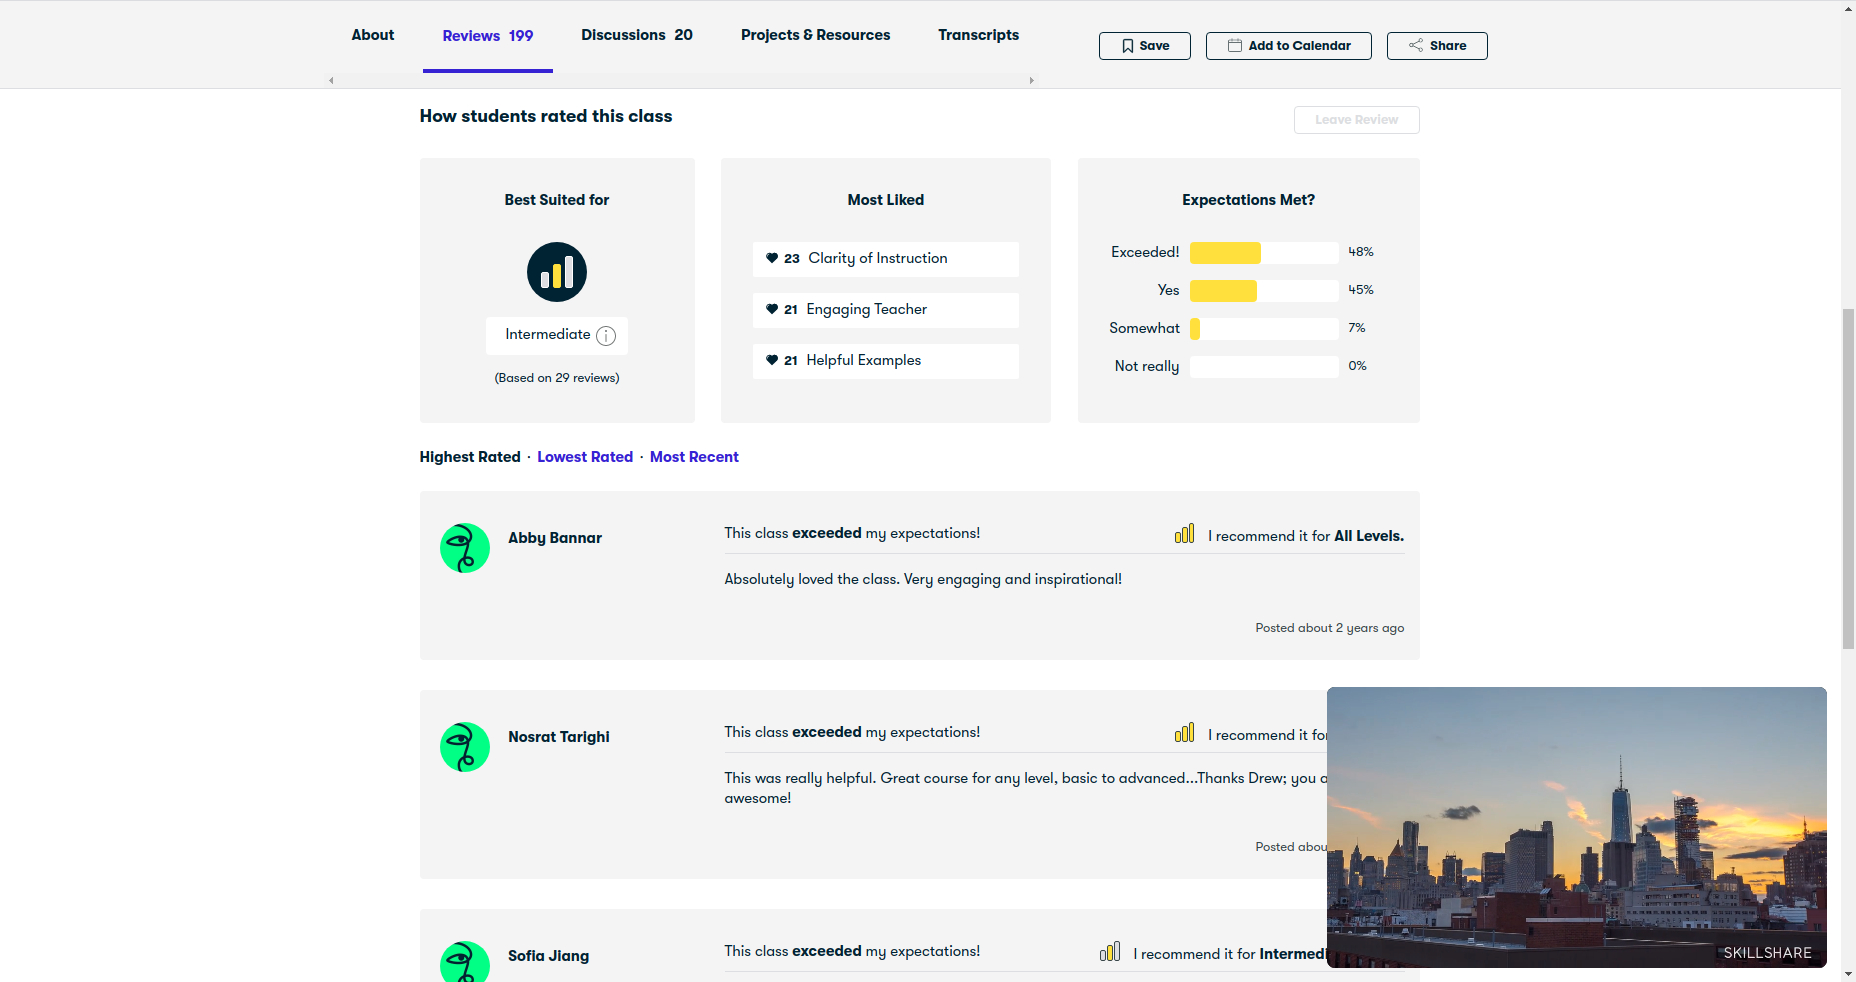 About
Reviews 199
Discussions 20
Projects & Resources
Transcripts
Save
Add to Calendar
Share
How students rated this class
Leave Review
Best Suited for
Intermediate
(Based on 29 reviews)
Most Liked
23 Clarity of Instruction
21 Engaging Teacher
21 Helpful Examples
Expectations Met?
Exceeded! 48%
Yes 45%
Somewhat 7%
Not really 0%
Highest Rated · Lowest Rated · Most Recent
Abby Bannar
This class exceeded my expectations!
I recommend it for All Levels.
Absolutely loved the class. Very engaging and inspirational!
Posted about 2 years ago
Nosrat Tarighi
This class exceeded my expectations!
I recommend it for
This was really helpful. Great course for any level, basic to advanced...Thanks Drew; you a
awesome!
Posted abou
Sofia Jiang
This class exceeded my expectations!
I recommend it for Intermedi
SKILLSHARE